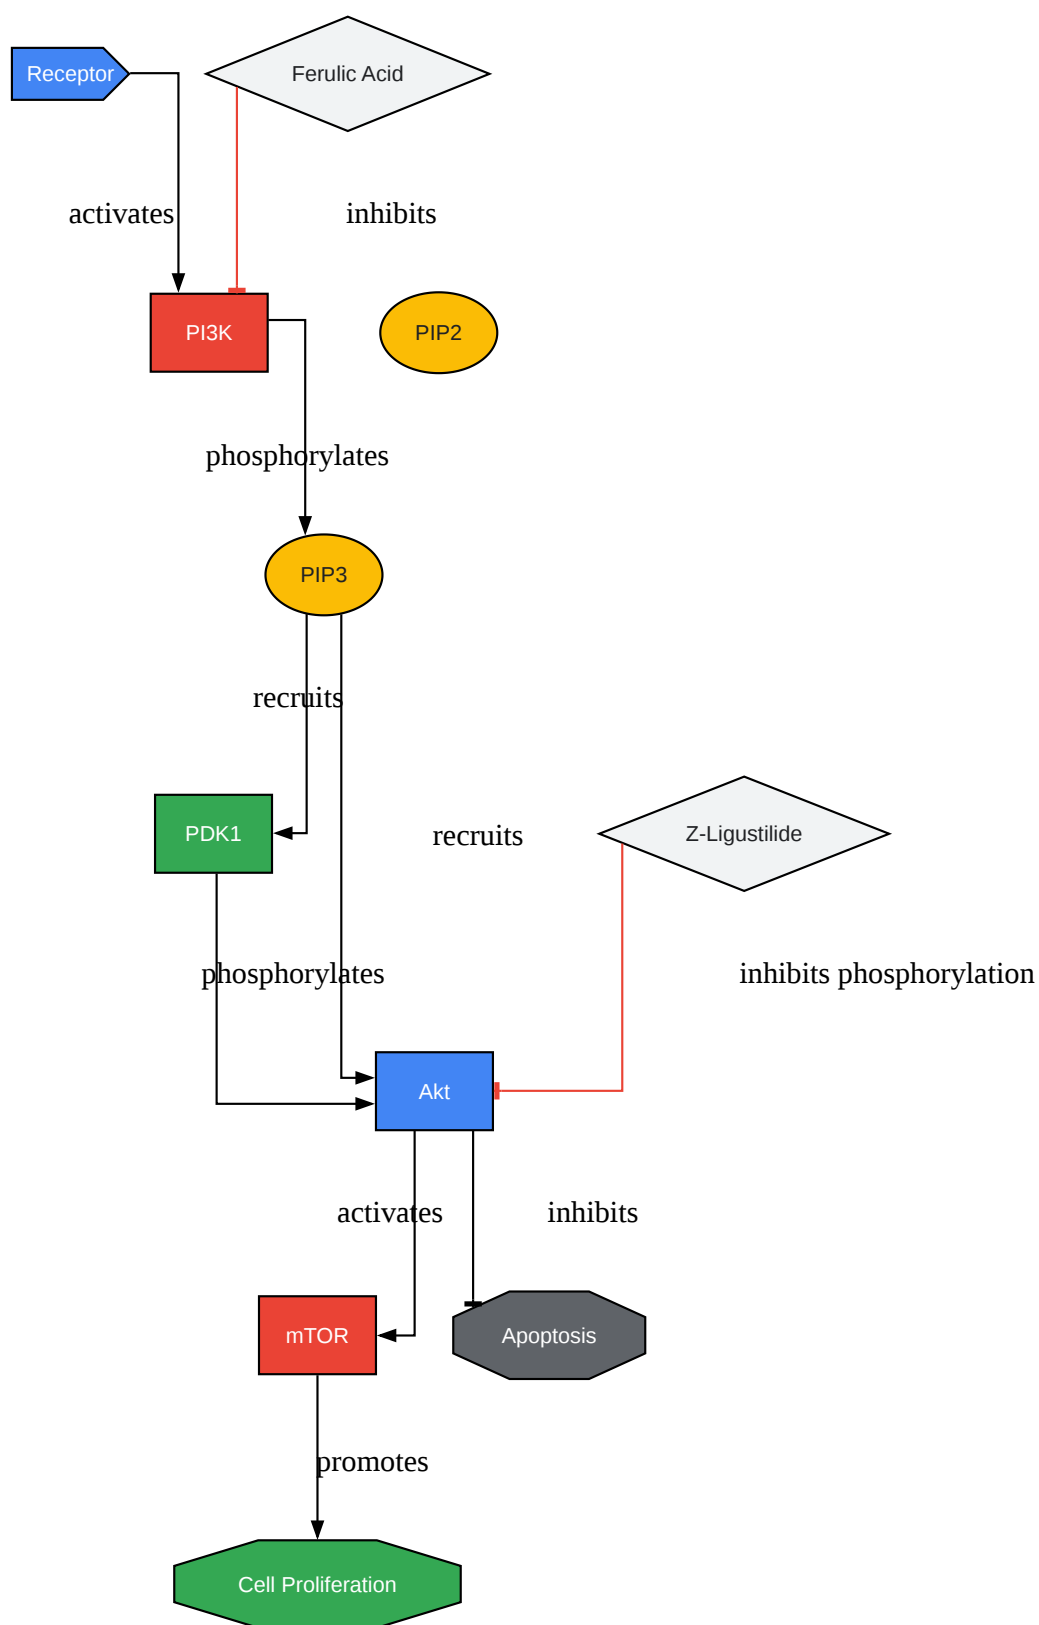 Receptor
Ferulic Acid
activates
inhibits
PI3K
PIP2
phosphorylates
PIP3
recruits
PDK1
recruits
Z-Ligustilide
phosphorylates
inhibits phosphorylation
Akt
activates
inhibits
mTOR
Apoptosis
promotes
Cell Proliferation